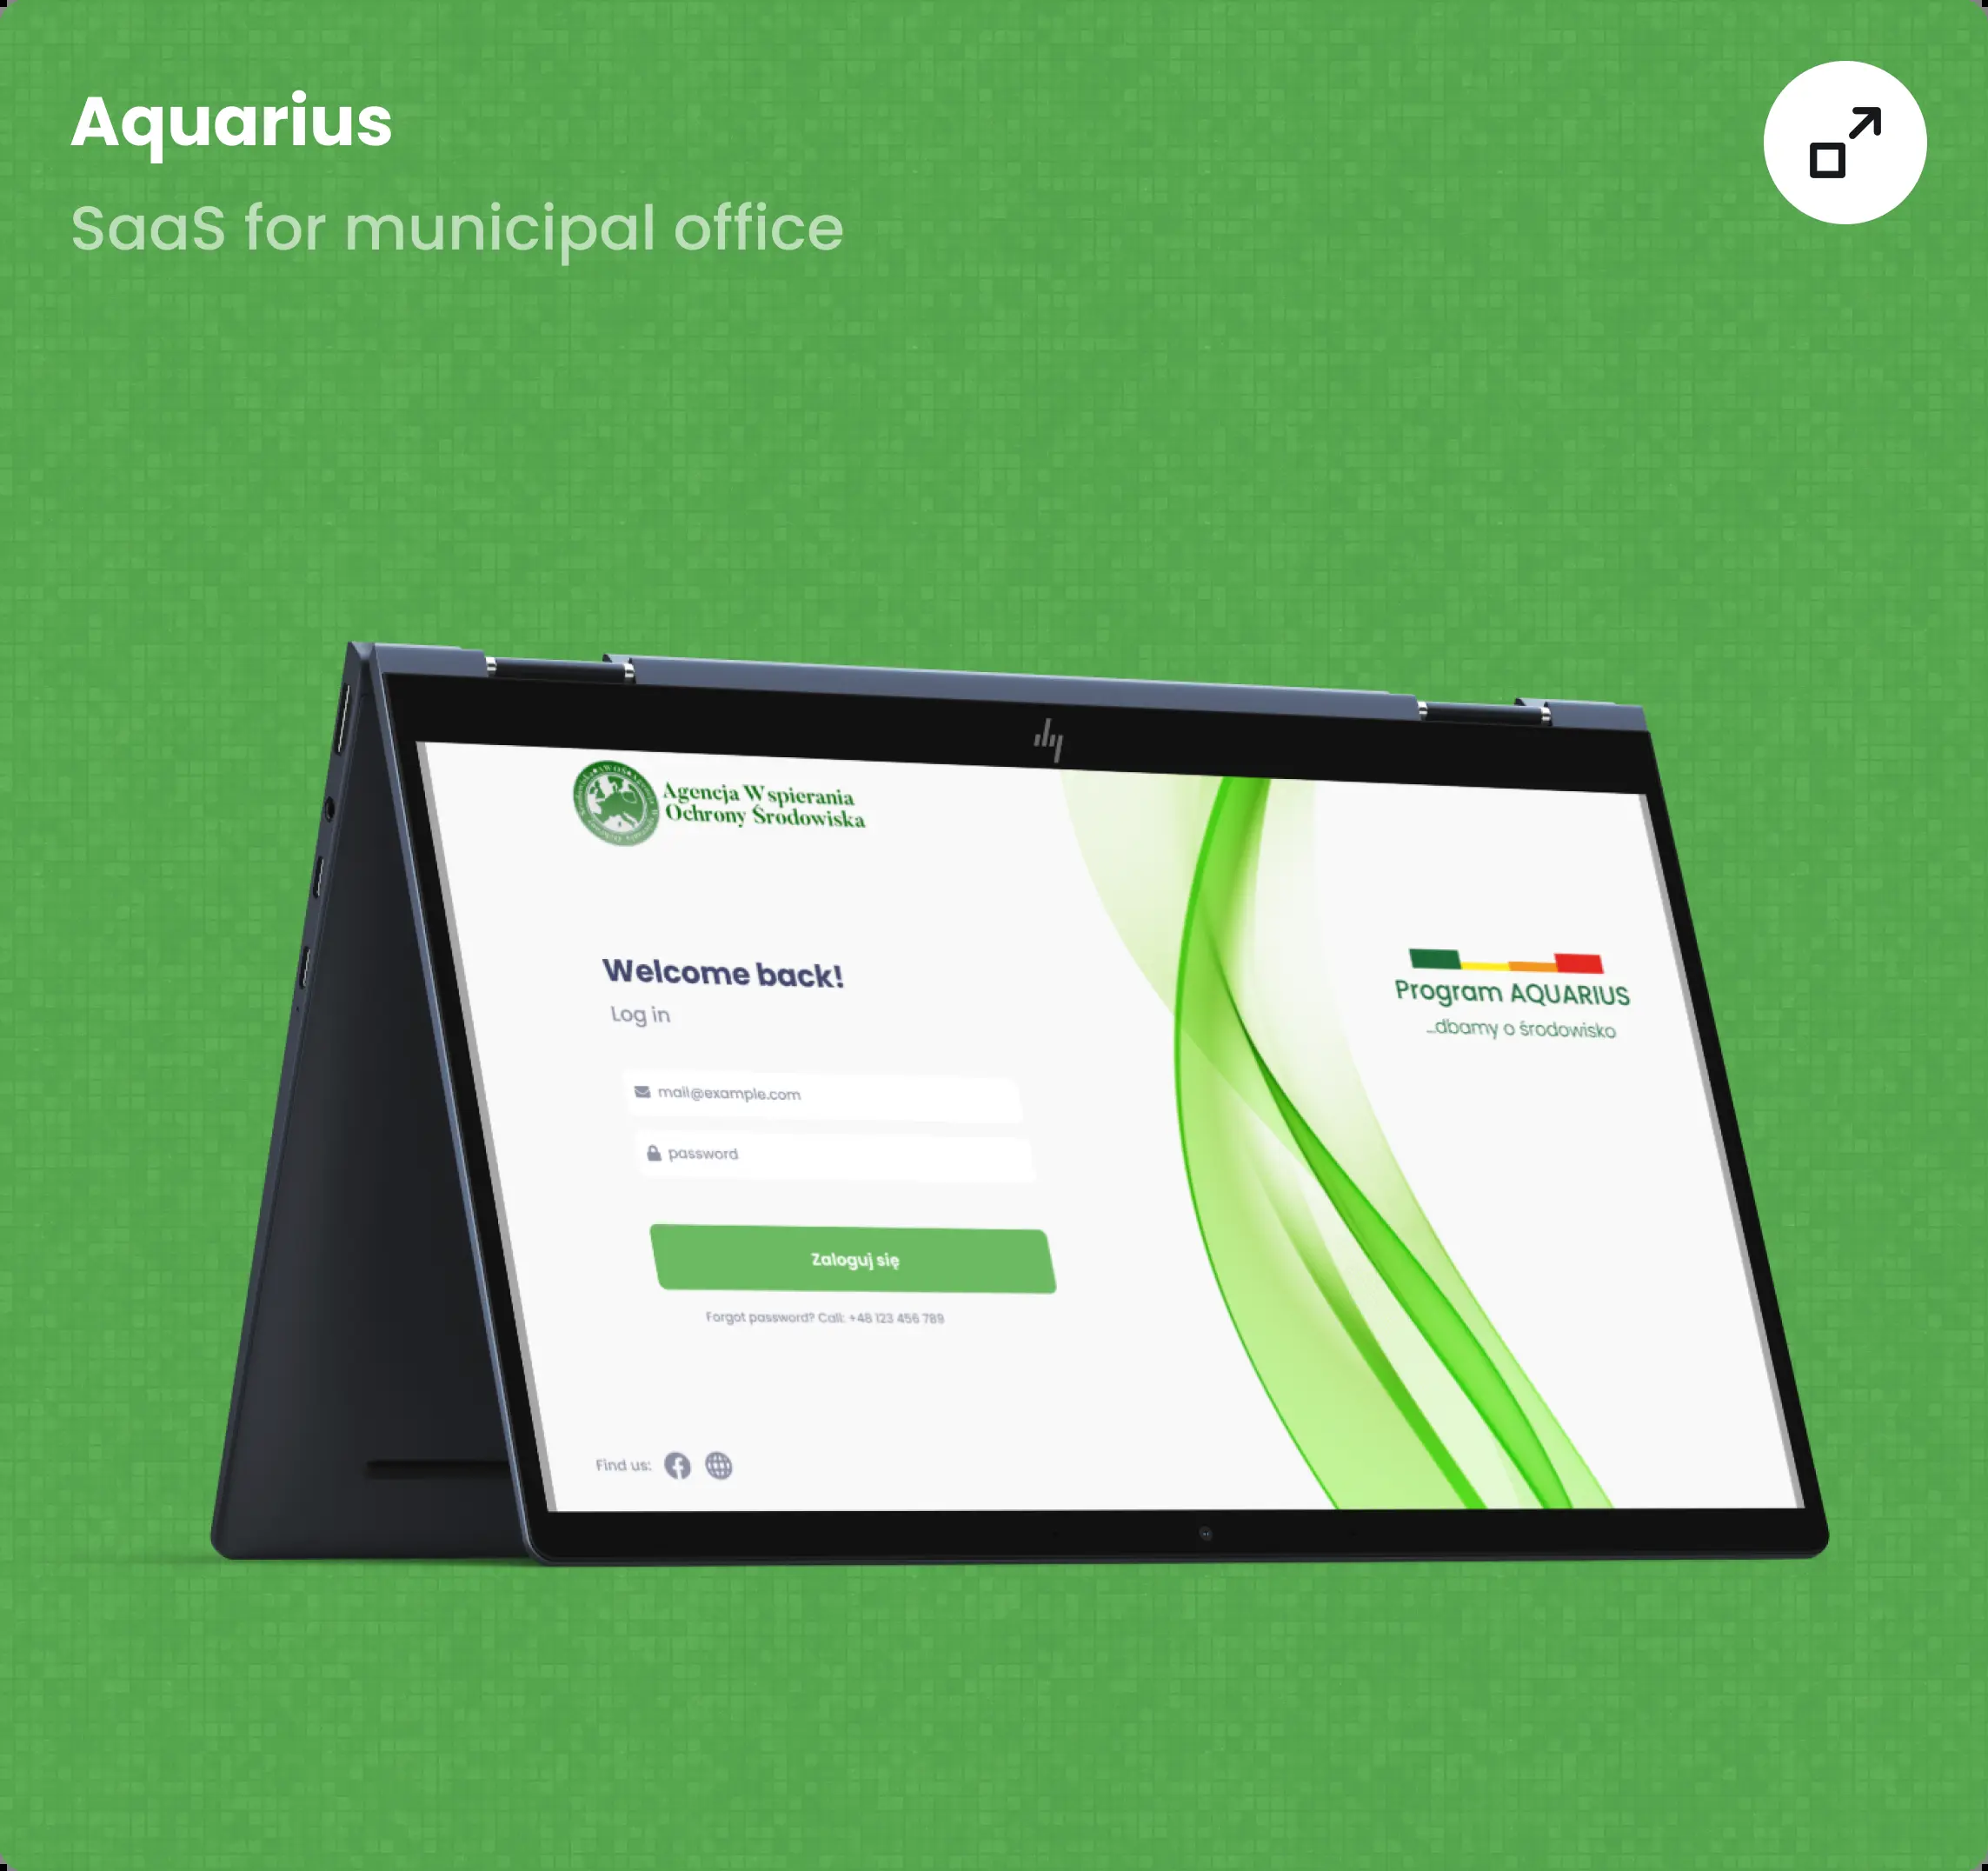 Aquarius
SaaS for municipal office
Agencja Wspierania
Ochrony Środowiska
Welcome back!
Log in
mail@example.com
password
Zaloguj się
Forgot password? Call: +48 123 456 789
Find us:
Program AQUARIUS
...dbamy o środowisko